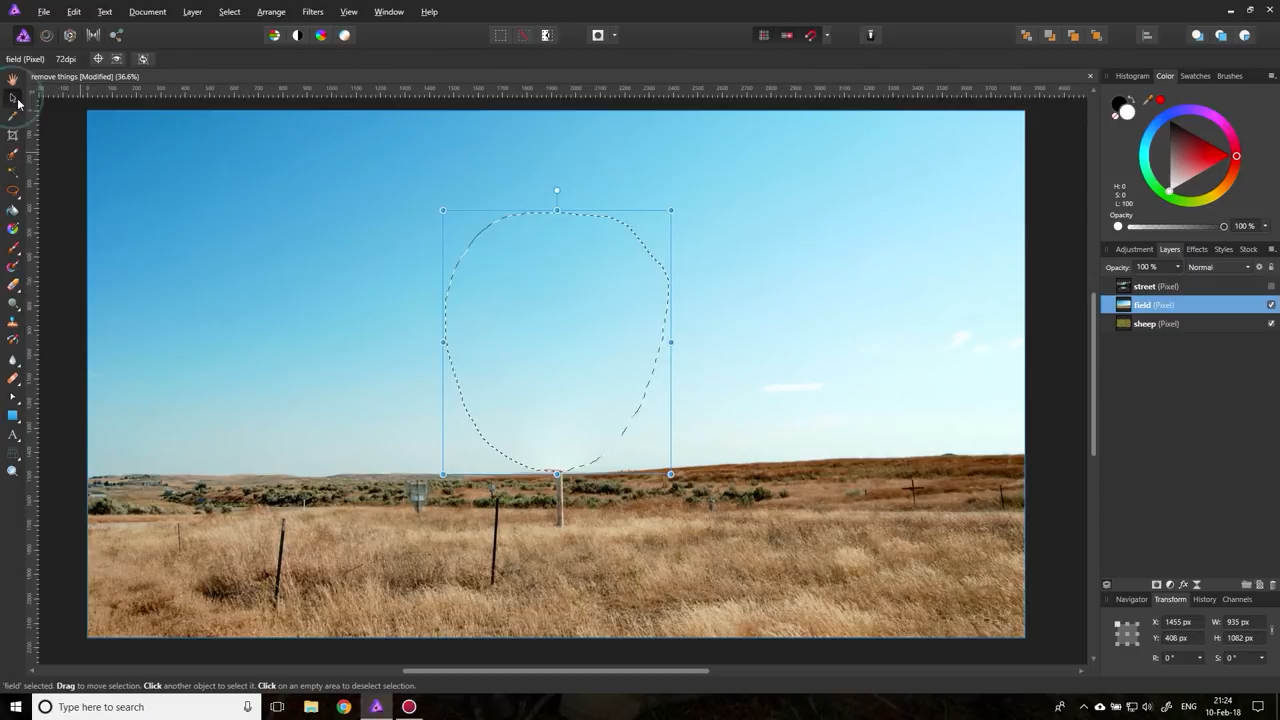 File Edit Text Document Layer Select Arrange Filters View Window Help
field (Pixel) 72dpi
remove things [Modified] (36.6%)
Histogram Color Swatches Brushes
H: 0
S: 0
L: 100
Opacity
100 %
Adjustment Layers Effects Styles Stock
Opacity: 100 % Normal
street (Pixel)
field (Pixel)
sheep (Pixel)
Navigator Transform History Channels
X: 1455 px W: 935 px
Y: 408 px H: 1082 px
R: 0 ° S: 0 °
'field' selected. Drag to move selection. Click another object to select it. Click on an empty area to deselect selection.
Type here to search
ENG
21:24
10-Feb-18